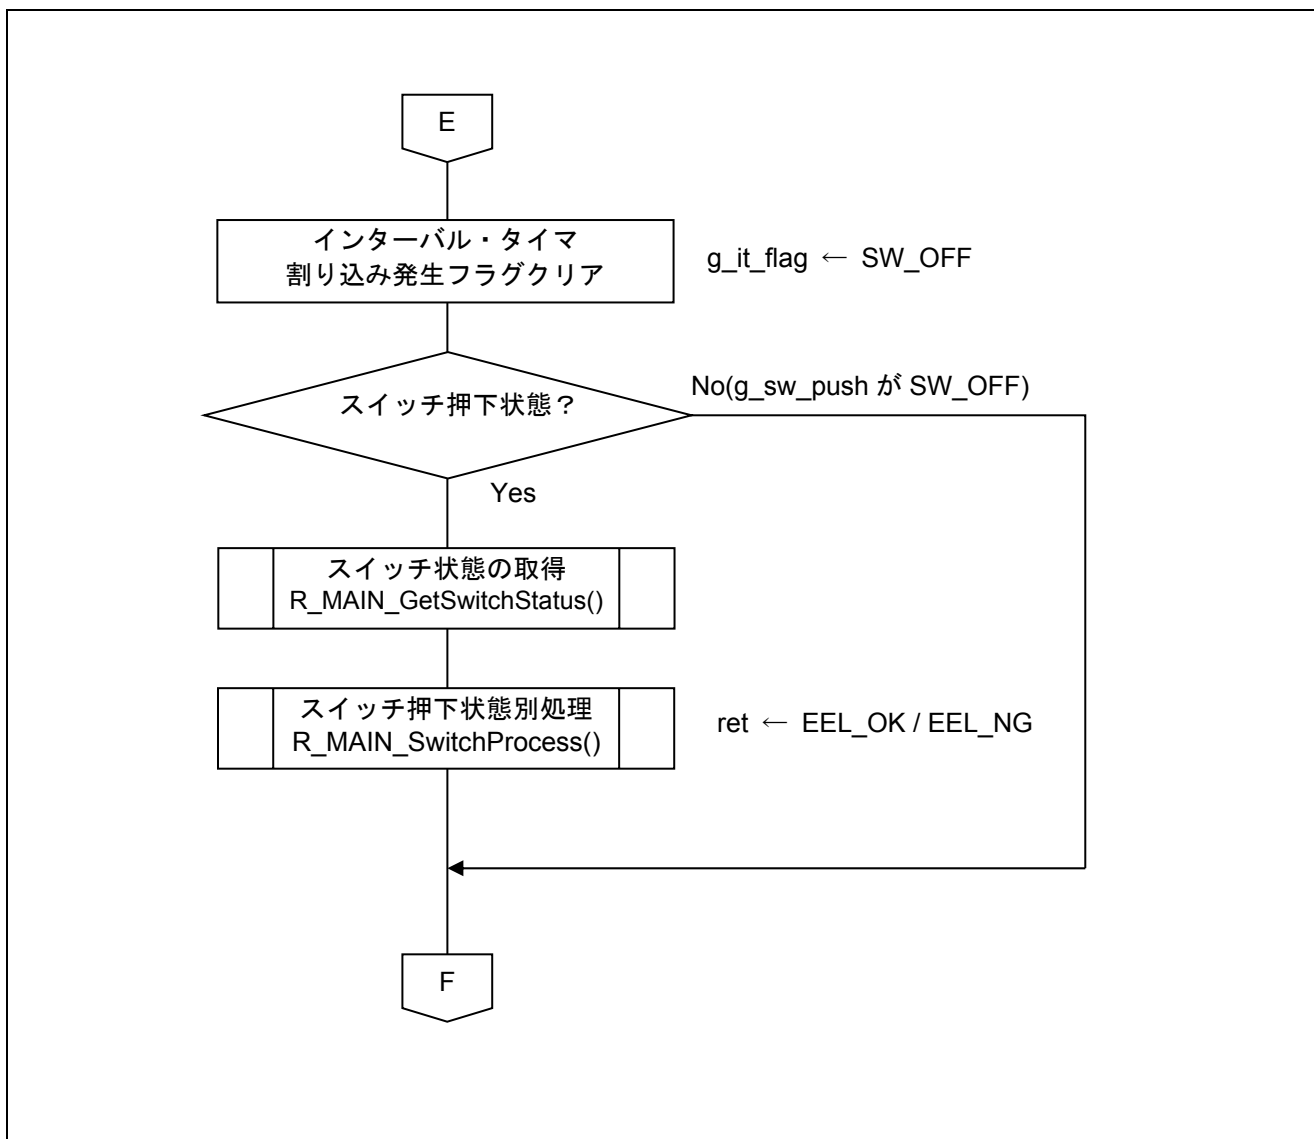 E
インターバル・タイマ
割り込み発生フラグクリア
g_it_flag ← SW_OFF
スイッチ押下状態？
No(g_sw_push が SW_OFF)
Yes
スイッチ状態の取得
R_MAIN_GetSwitchStatus()
スイッチ押下状態別処理
R_MAIN_SwitchProcess()
ret ← EEL_OK / EEL_NG
F